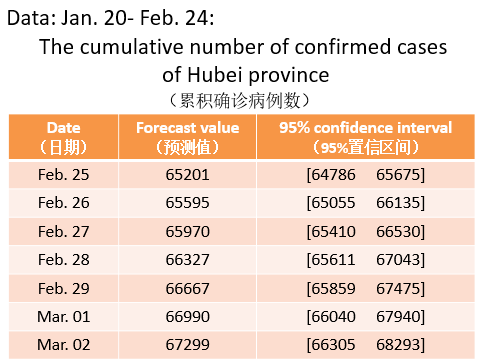 Data: Jan. 20- Feb. 24:
The cumulative number of confirmed cases
of Hubei province
（累积确诊病例数）
Date Forecast value 95% confidence interval
（日期） （预测值） （95%置信区间）
Feb. 25 65201 [64786 65675]
Feb. 26 65595 [65055 66135]
Feb. 27 65970 [65410 66530]
Feb. 28 66327 [65611 67043]
Feb. 29 66667 [65859 67475]
Mar. 01 66990 [66040 67940]
Mar. 02 67299 [66305 68293]